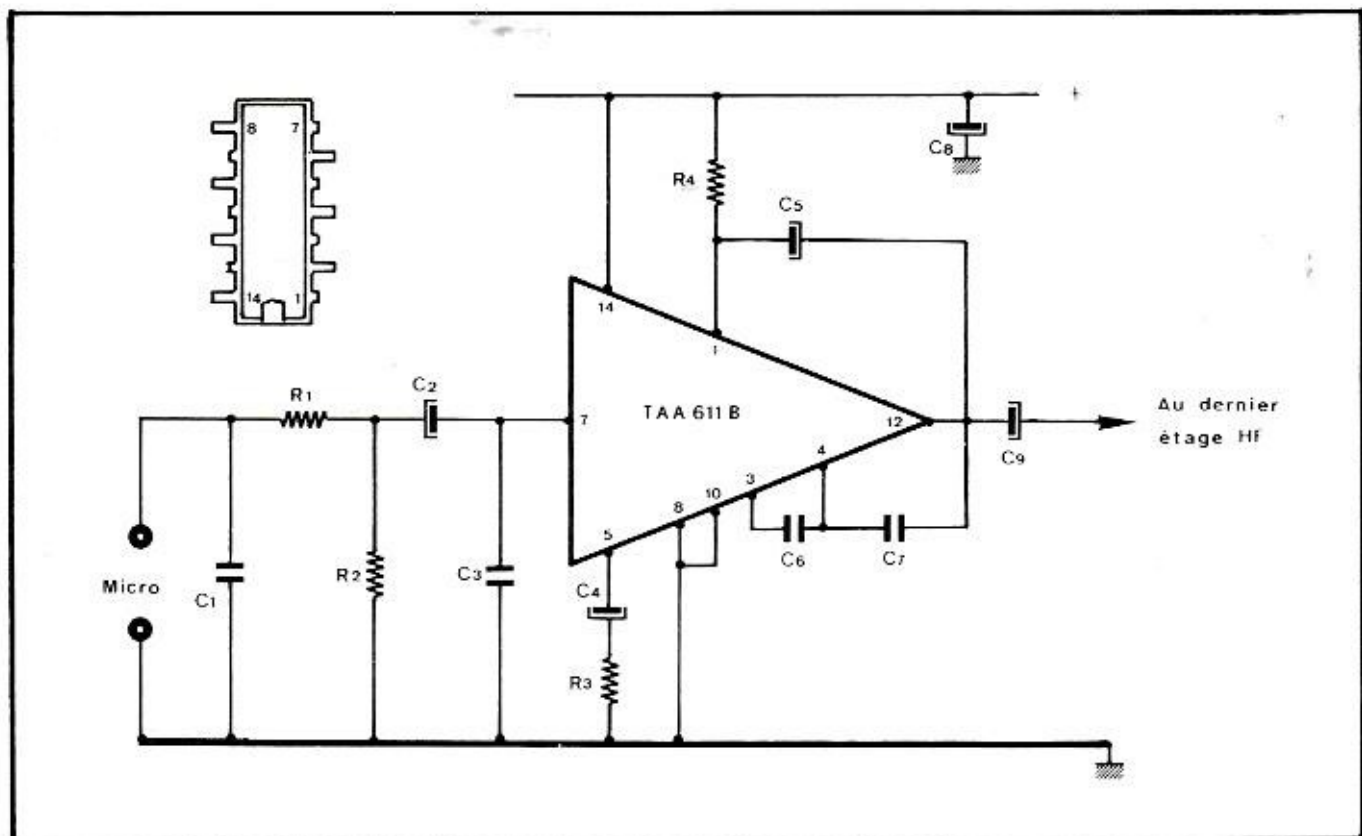 8 7
14 1
+
C8
R4
C5
14
1
R1
C2
7
TAA 611 B
12
C9
Au dernier
étage HF
4
3
10
8
5
C6
C7
Micro
C1
R2
C3
C4
R3